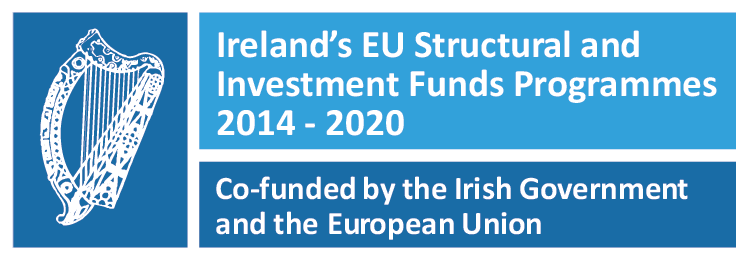 Ireland’s EU Structural and
Investment Funds Programmes
2014 - 2020
Co-funded by the Irish Government
and the European Union